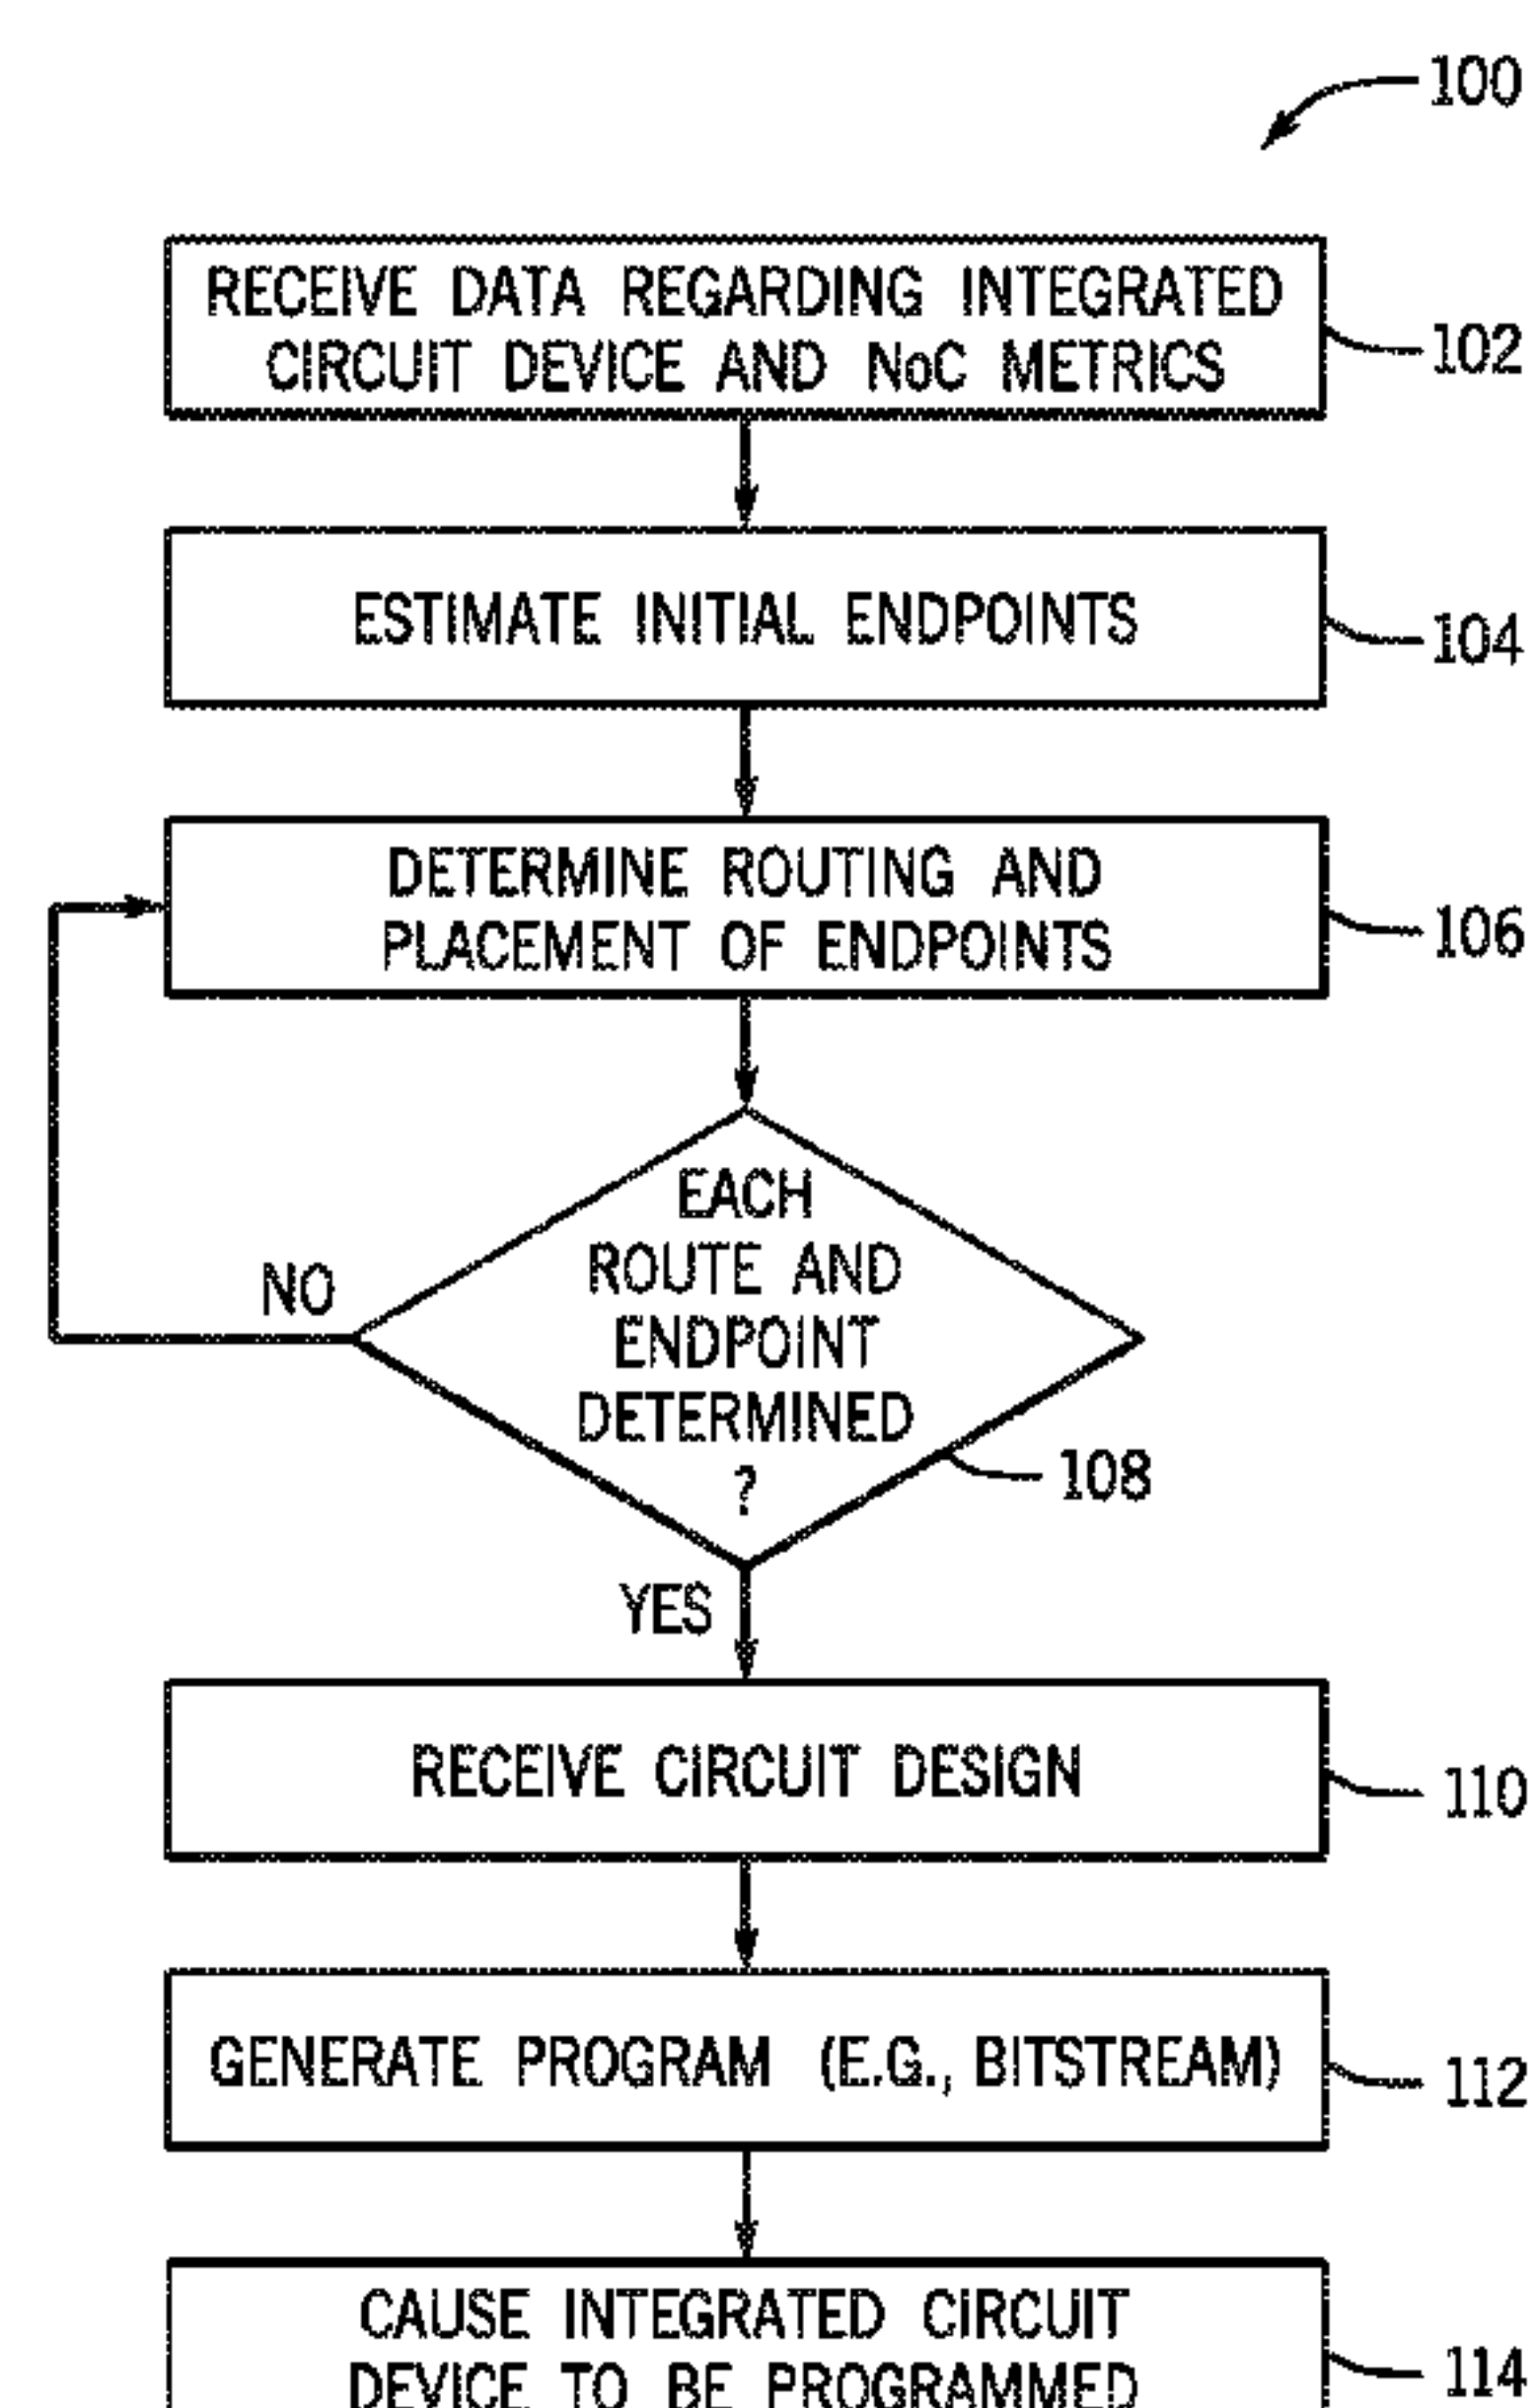 100
RECEIVE DATA REGARDING INTEGRATED
CIRCUIT DEVICE AND NoC METRICS
102
ESTIMATE INITIAL ENDPOINTS
104
DETERMINE ROUTING AND
PLACEMENT OF ENDPOINTS
106
EACH
ROUTE AND
ENDPOINT
DETERMINED
?
NO
108
YES
RECEIVE CIRCUIT DESIGN
110
GENERATE PROGRAM (E.G., BITSTREAM)
112
CAUSE INTEGRATED CIRCUIT
DEVICE TO BE PROGRAMMED
114